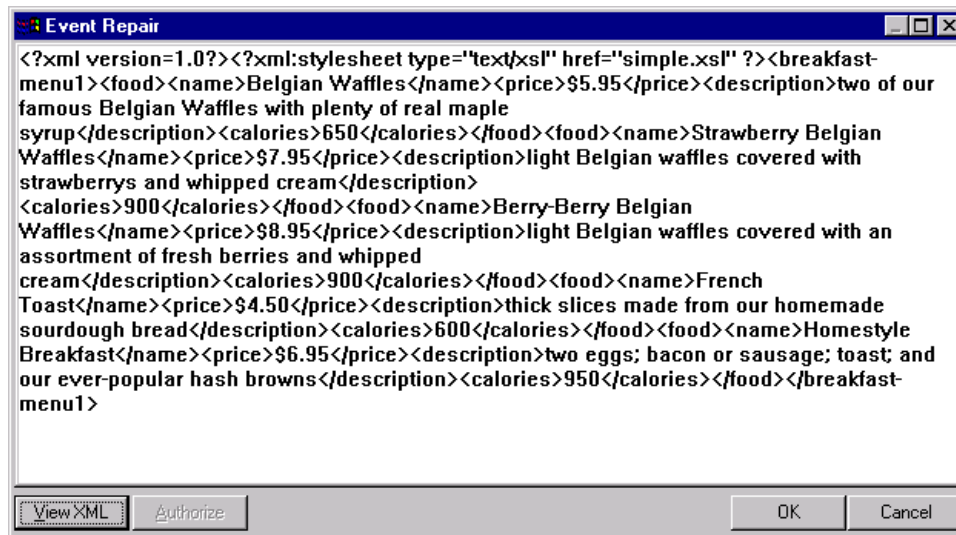 Event Repair
<?xml version=1.0?><?xml:stylesheet type="text/xsl" href="simple.xsl" ?><breakfast-
menu1><food><name>Belgian Waffles</name><price>$5.95</price><description>two of our
famous Belgian Waffles with plenty of real maple
syrup</description><calories>650</calories></food><food><name>Strawberry Belgian
Waffles</name><price>$7.95</price><description>light Belgian waffles covered with
strawberrys and whipped cream</description>
<calories>900</calories></food><food><name>Berry-Berry Belgian
Waffles</name><price>$8.95</price><description>light Belgian waffles covered with an
assortment of fresh berries and whipped
cream</description><calories>900</calories></food><food><name>French
Toast</name><price>$4.50</price><description>thick slices made from our homemade
sourdough bread</description><calories>600</calories></food><food><name>Homestyle
Breakfast</name><price>$6.95</price><description>two eggs; bacon or sausage; toast; and
our ever-popular hash browns</description><calories>950</calories></food></breakfast-
menu1>
View XML Authorize OK Cancel